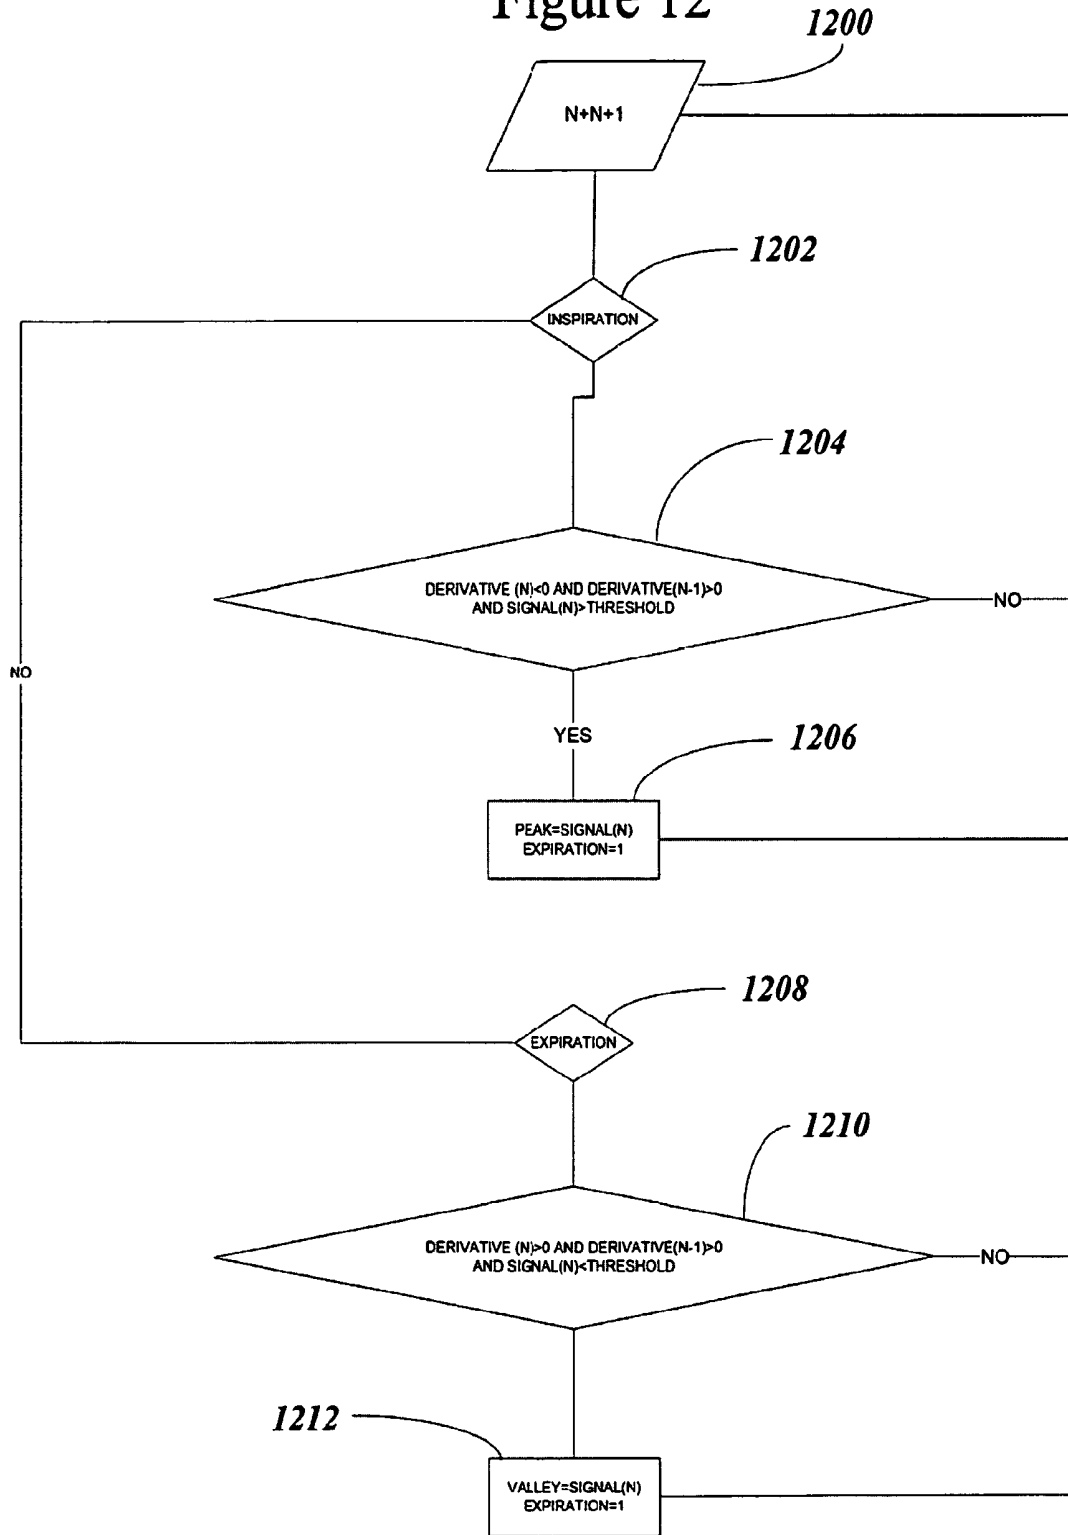 Figure 12
1200
N+N+1
1202
INSPIRATION
1204
DERIVATIVE (N)<0 AND DERIVATIVE(N-1)>0
AND SIGNAL(N)>THRESHOLD
NO
NO
YES
1206
PEAK=SIGNAL(N)
EXPIRATION=1
1208
EXPIRATION
1210
DERIVATIVE (N)>0 AND DERIVATIVE(N-1)>0
AND SIGNAL(N)<THRESHOLD
NO
1212
VALLEY=SIGNAL(N)
EXPIRATION=1